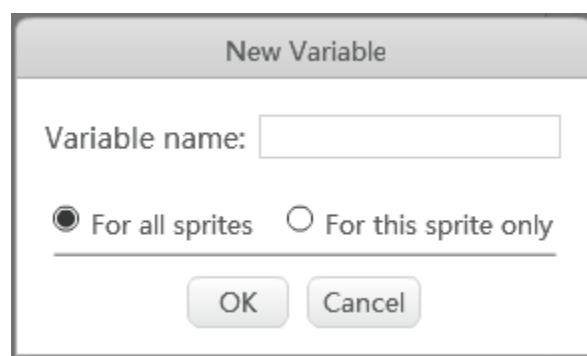 New Variable
Variable name:
For all sprites For this sprite only
OK Cancel